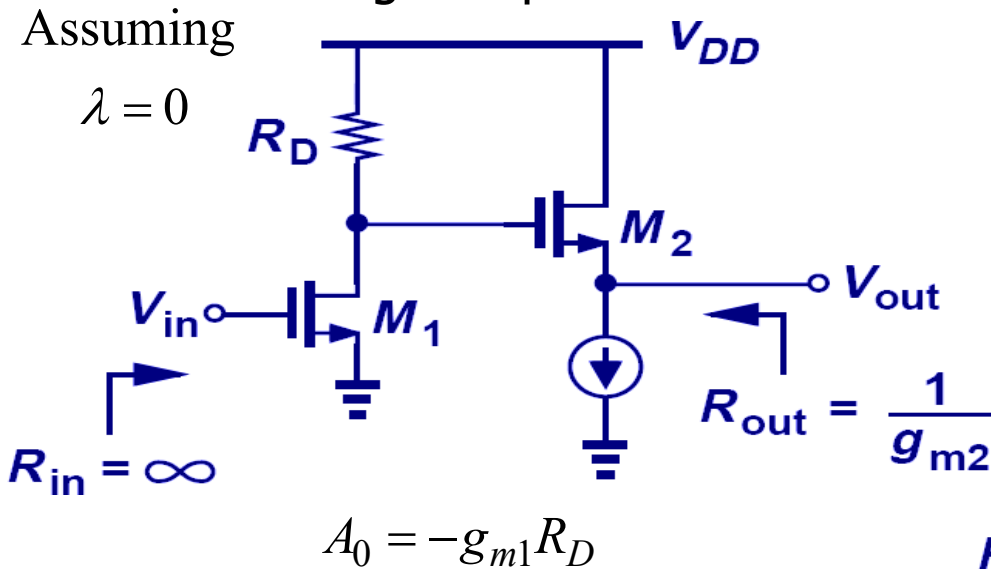 Assuming
λ = 0
V_DD
R_D
M_2
V_in
M_1
V_out
R_in = ∞
R_out = 1/g_m2
A_0 = −g_m1 R_D